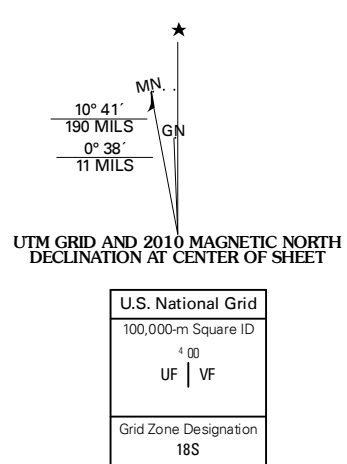 ★
MN
10° 41´
190 MILS
GN
0° 38´
11 MILS
UTM GRID AND 2010 MAGNETIC NORTH
DECLINATION AT CENTER OF SHEET
U.S. National Grid
100,000-m Square ID
4 00
UF | VF
Grid Zone Designation
18S